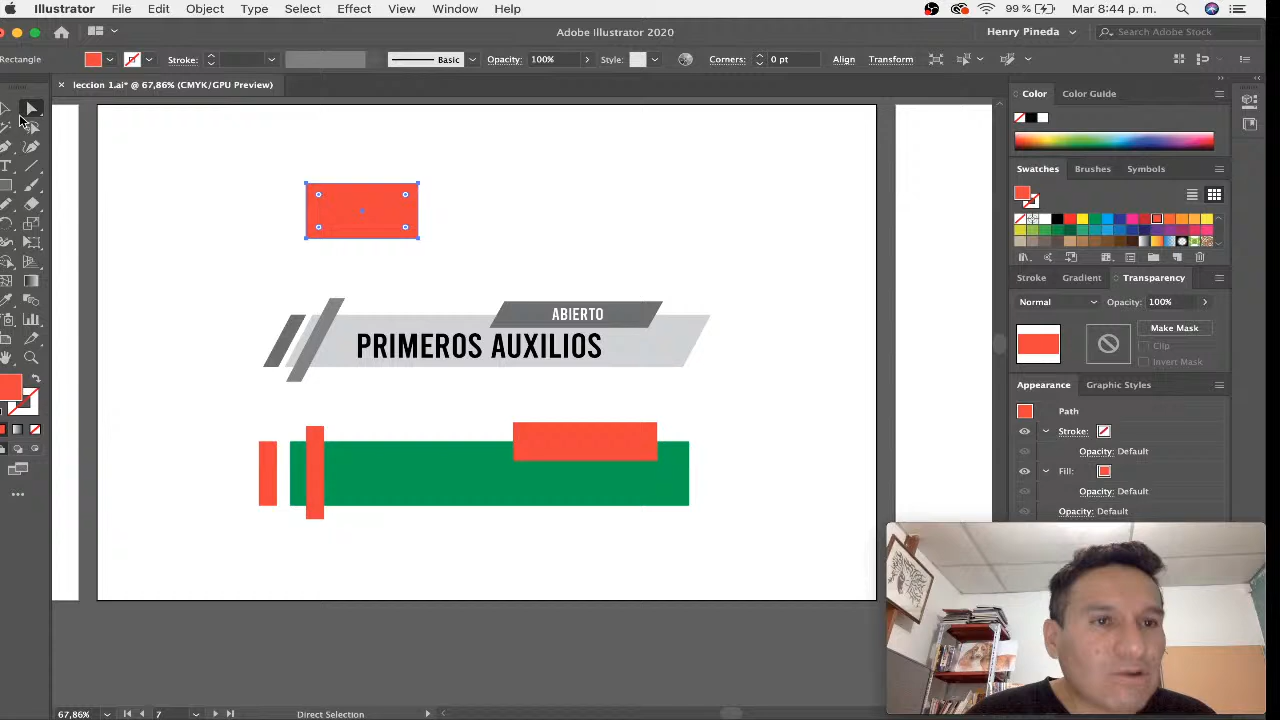 Illustrator File Edit Object Type Select Effect View Window Help 99 % Mar 8:44 p. m.
Adobe Illustrator 2020 Henry Pineda Search Adobe Stock
Rectangle Stroke: Basic Opacity: 100% Style: Corners: 0 pt Align Transform
leccion 1.ai* @ 67,86% (CMYK/GPU Preview)
Color Color Guide
Swatches Brushes Symbols
Stroke Gradient Transparency
Normal Opacity: 100%
ABIERTO
Make Mask
PRIMEROS AUXILIOS
Clip
Invert Mask
Appearance Graphic Styles
Path
Stroke:
Opacity: Default
Fill:
Opacity: Default
Opacity: Default
67,86% 7 Direct Selection